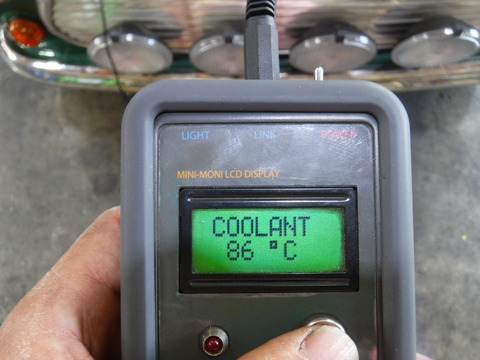 LIGHT LINK POWER
MINI-MONI LCD DISPLAY
COOLANT
86 °C